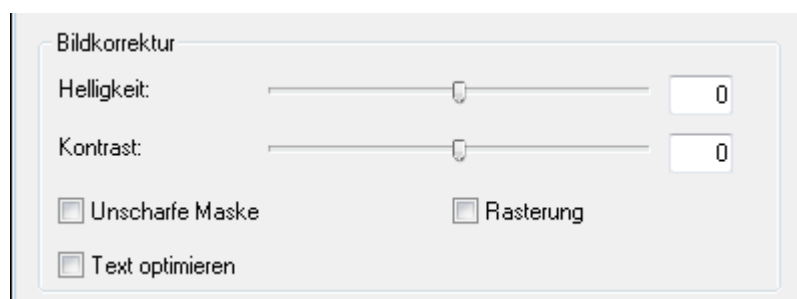 Bildkorrektur
Helligkeit: 0
Kontrast: 0
Unscharfe Maske Rasterung
Text optimieren